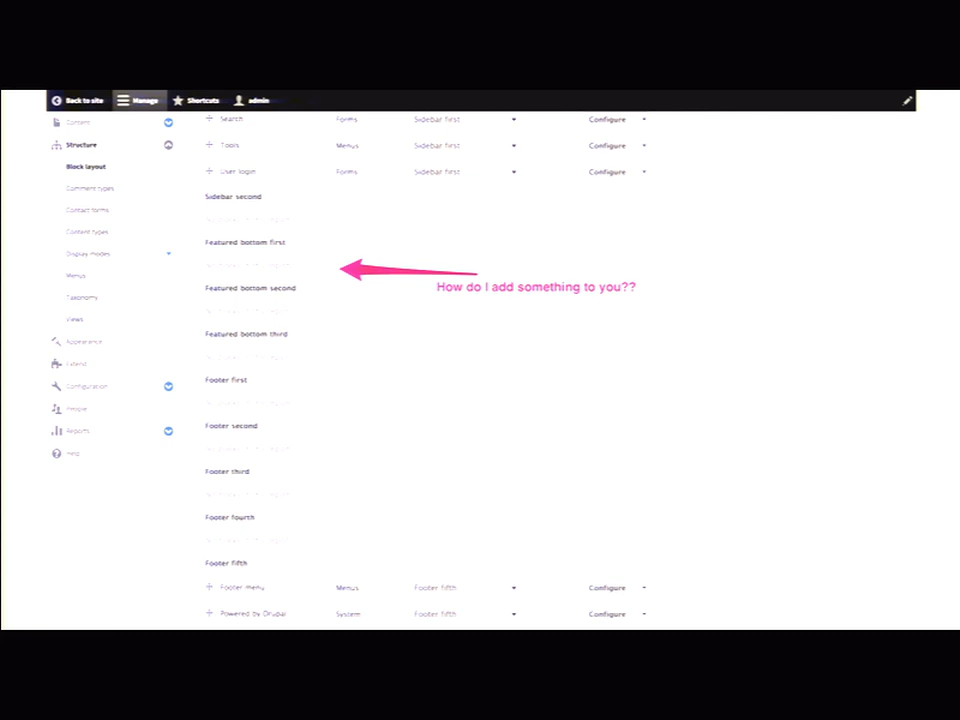 Back to site Manage Shortcuts admin
Content
Structure
Block layout
Comment types
Contact forms
Content types
Display modes
Menus
Taxonomy
Views
Appearance
Extend
Configuration
People
Reports
Help
Search Forms Sidebar first Configure
Tools Menus Sidebar first Configure
User login Forms Sidebar first Configure
Sidebar second
Featured bottom first
Featured bottom second
Featured bottom third
Footer first
Footer second
Footer third
Footer fourth
Footer fifth
Footer menu Menus Footer fifth Configure
Powered by Drupal System Footer fifth Configure
How do I add something to you??